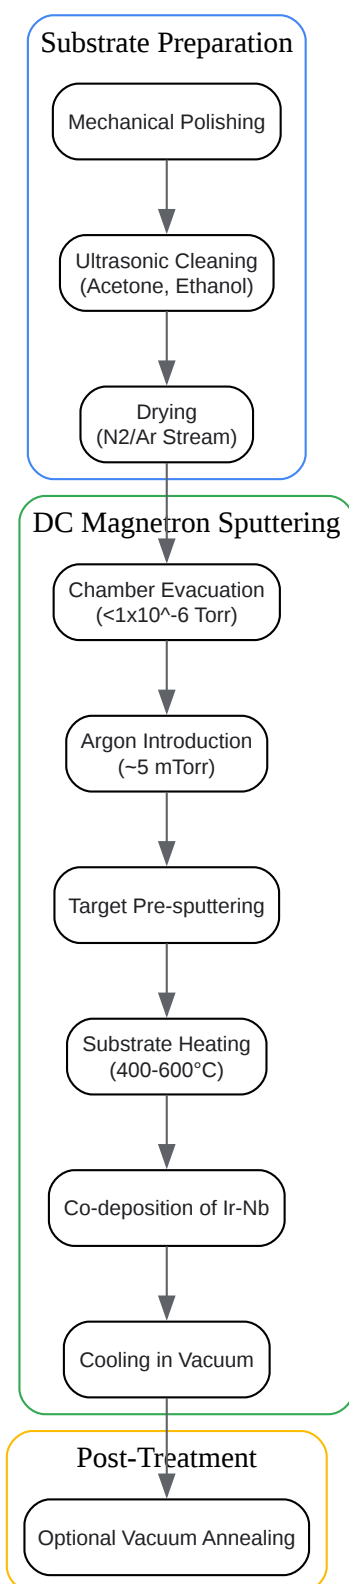 Substrate Preparation
Mechanical Polishing
Ultrasonic Cleaning
(Acetone, Ethanol)
Drying
(N2/Ar Stream)
DC Magnetron Sputtering
Chamber Evacuation
(<1x10^-6 Torr)
Argon Introduction
(~5 mTorr)
Target Pre-sputtering
Substrate Heating
(400-600°C)
Co-deposition of Ir-Nb
Cooling in Vacuum
Post-Treatment
Optional Vacuum Annealing